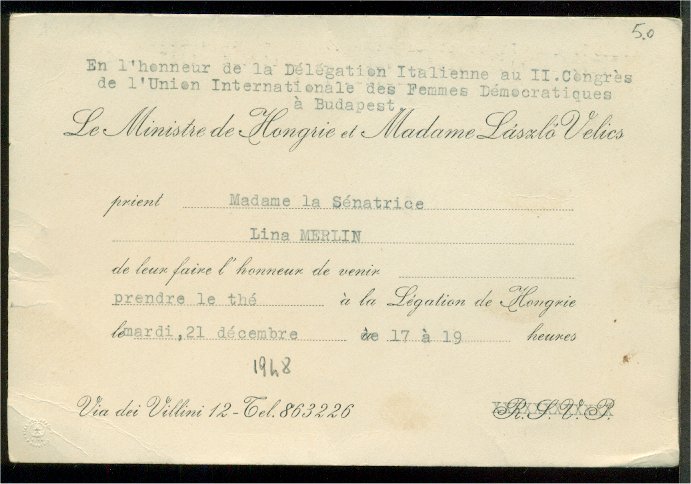 5.0
En l'honneur de la Délégation Italienne au II.Congrès
de l'Union Internationale des Femmes Démocratiques
à Budapest
Le Ministre de Hongrie et Madame László Velics
prient Madame la Sénatrice
Lina MERLIN
de leur faire l'honneur de venir
prendre le thé à la Légation de Hongrie
le mardi, 21 décembre de 17 à 19 heures
1948
Via dei Villini 12 - Tel. 863226 R.S.V.P.